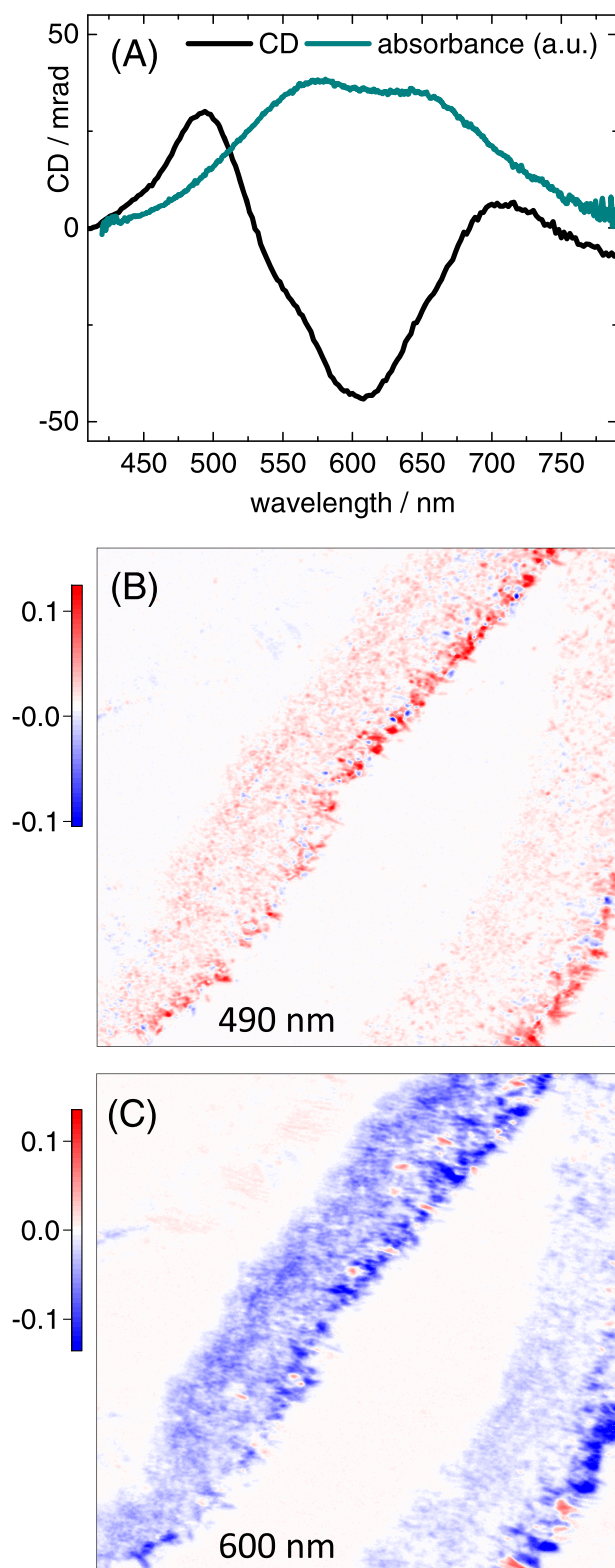 (A) CD absorbance (a.u.)
CD / mrad
50
0
-50
450 500 550 600 650 700 750
wavelength / nm
(B)
0.1
-0.0
-0.1
490 nm
(C)
0.1
0.0
-0.1
600 nm